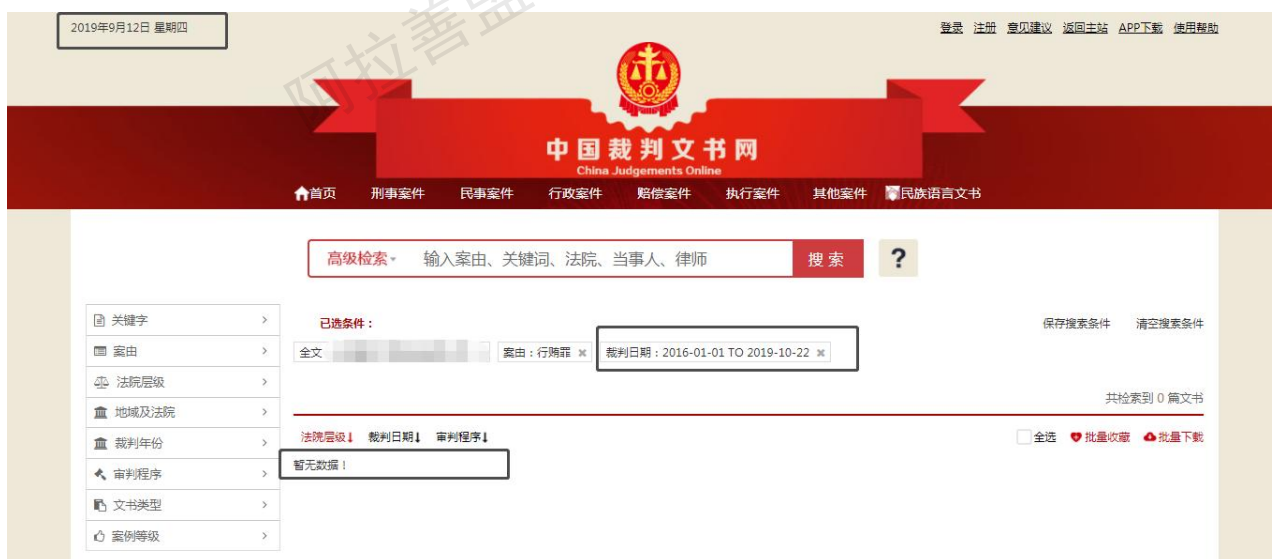 2019年9月12日 星期四
登录 注册 意见建议 返回主站 APP下载 使用帮助
阿拉善盟
中国裁判文书网
China Judgements Online
首页 刑事案件 民事案件 行政案件 赔偿案件 执行案件 其他案件 民族语言文书
高级检索 输入案由、关键词、法院、当事人、律师 搜索 ?
关键字
已选条件：
保存搜索条件 清空搜索条件
案由
全文 案由：行贿罪 × 裁判日期：2016-01-01 TO 2019-10-22 ×
法院层级
共检索到 0 篇文书
地域及法院
裁判年份
法院层级↓ 裁判日期↓ 审判程序↓
全选 批量收藏 批量下载
暂无数据！
审判程序
文书类型
案例等级